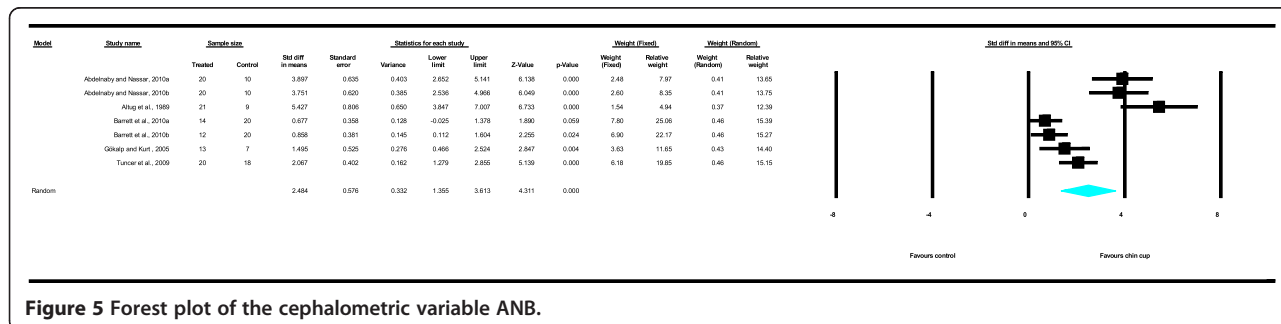 Model Study name Sample size Statistics for each study Weight (Fixed) Weight (Random) Std diff in means and 95% CI
Treated Control Std diff in means Standard error Variance Lower limit Upper limit Z-Value p-Value Weight (Fixed) Relative weight Weight (Random) Relative weight
Abdelnaby and Nassar, 2010a 20 10 3.897 0.635 0.403 2.652 5.141 6.138 0.000 2.48 7.97 0.41 13.65
Abdelnaby and Nassar, 2010b 20 10 3.751 0.620 0.385 2.536 4.966 6.049 0.000 2.60 8.35 0.41 13.75
Altug et al., 1989 21 9 5.427 0.806 0.650 3.847 7.007 6.733 0.000 1.54 4.94 0.37 12.39
Barrett et al., 2010a 14 20 0.677 0.358 0.128 -0.025 1.378 1.890 0.059 7.80 25.06 0.46 15.39
Barrett et al., 2010b 12 20 0.858 0.381 0.145 0.112 1.604 2.255 0.024 6.90 22.17 0.46 15.27
Gökalp and Kurt, 2005 13 7 1.495 0.525 0.276 0.466 2.524 2.847 0.004 3.63 11.65 0.43 14.40
Tuncer et al., 2009 20 18 2.067 0.402 0.162 1.279 2.855 5.139 0.000 6.18 19.85 0.46 15.15
Random 2.484 0.576 0.332 1.355 3.613 4.311 0.000
-8 -4 0 4 8
Favours control Favours chin cup
Figure 5 Forest plot of the cephalometric variable ANB.